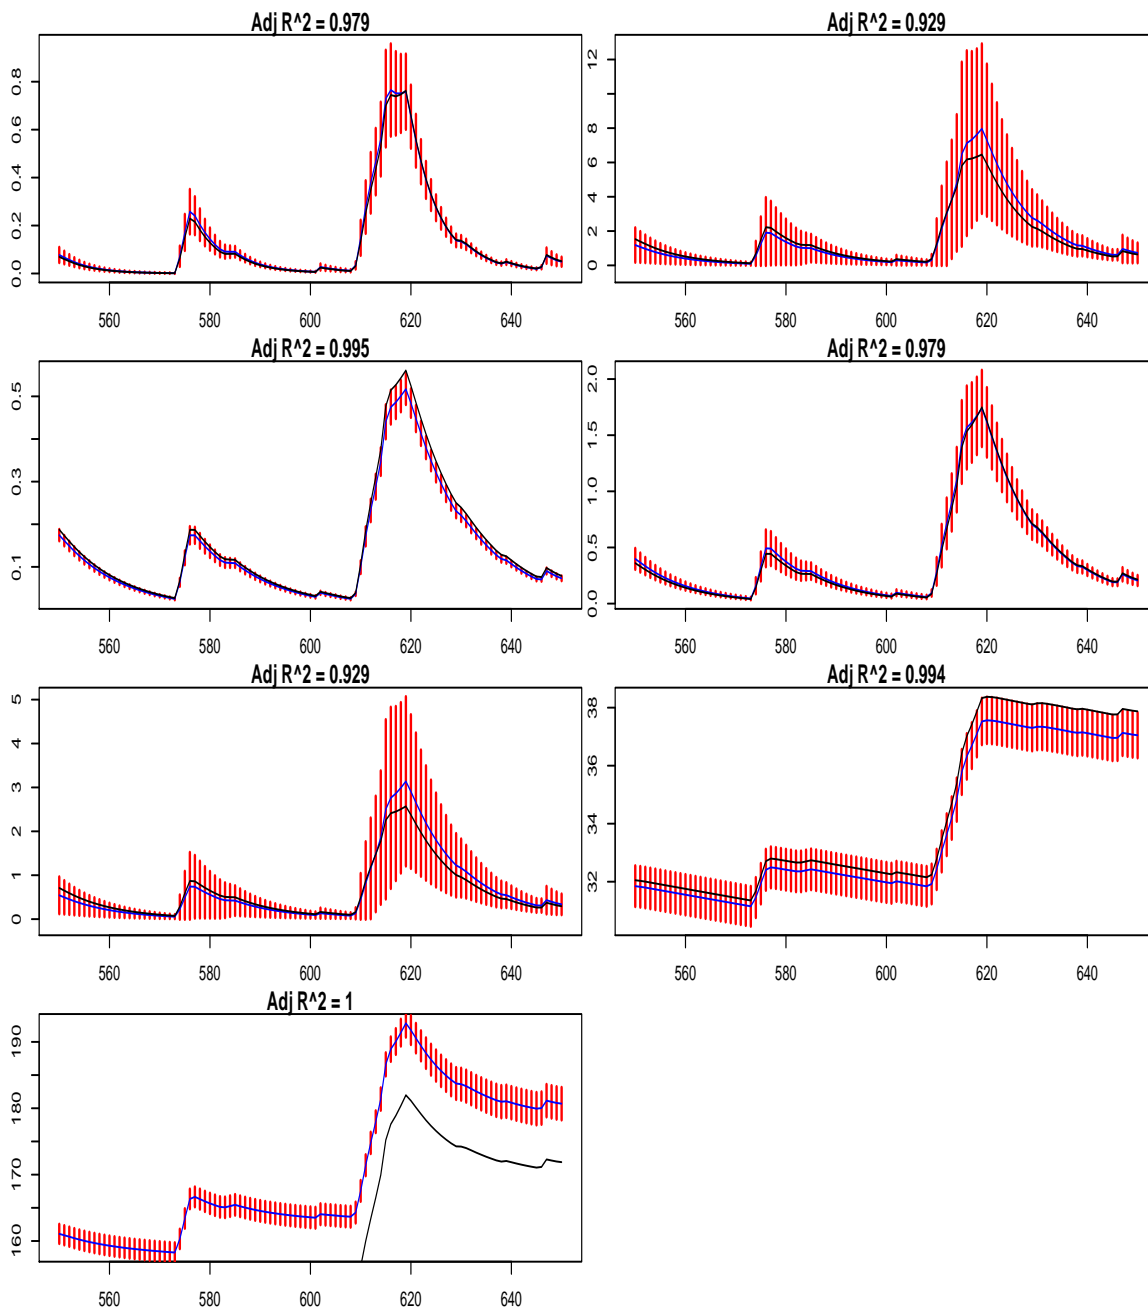 Adj R^2 = 0.979
0.0 0.2 0.4 0.6 0.8
560 580 600 620 640
Adj R^2 = 0.929
0 2 4 6 8 12
560 580 600 620 640
Adj R^2 = 0.995
0.1 0.3 0.5
560 580 600 620 640
Adj R^2 = 0.979
0.0 0.5 1.0 1.5 2.0
560 580 600 620 640
Adj R^2 = 0.929
0 1 2 3 4 5
560 580 600 620 640
Adj R^2 = 0.994
32 34 36 38
560 580 600 620 640
Adj R^2 = 1
160 170 180 190
560 580 600 620 640